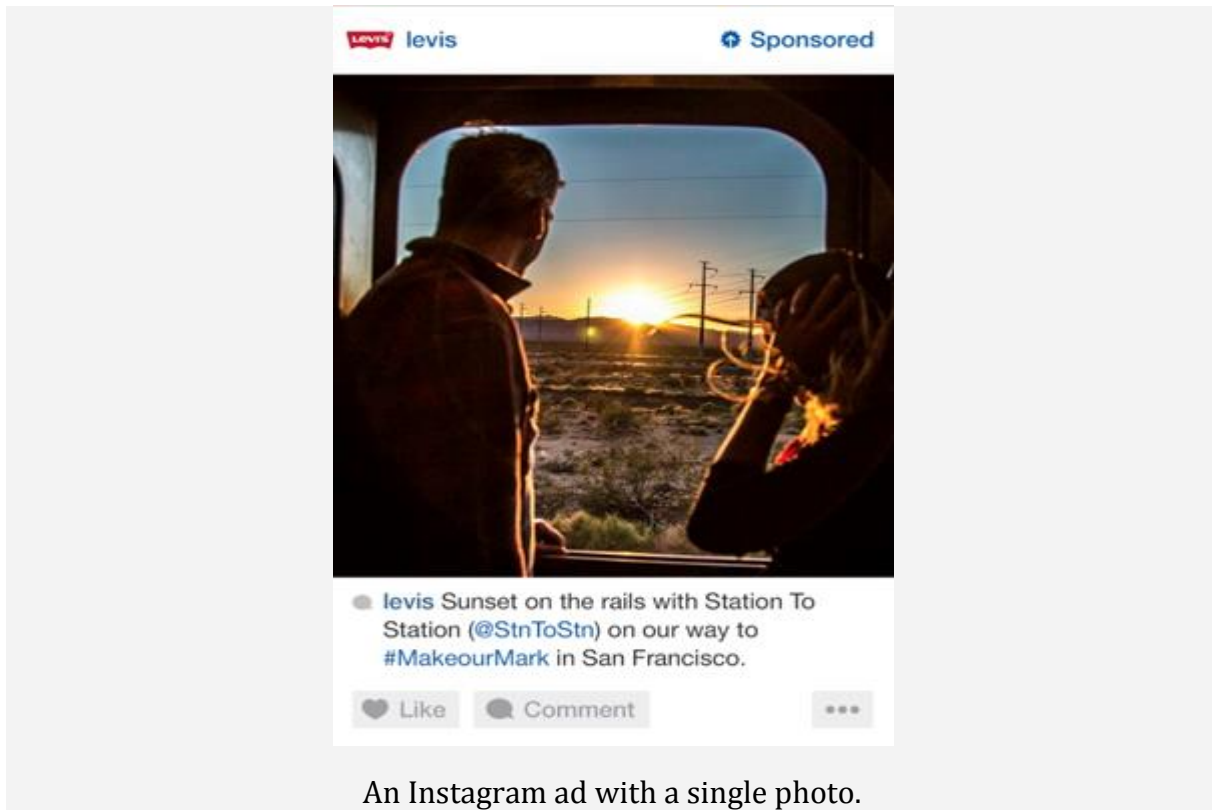 LEVI'S levis Sponsored
levis Sunset on the rails with Station To
Station (@StnToStn) on our way to
#MakeourMark in San Francisco.
Like Comment
An Instagram ad with a single photo.